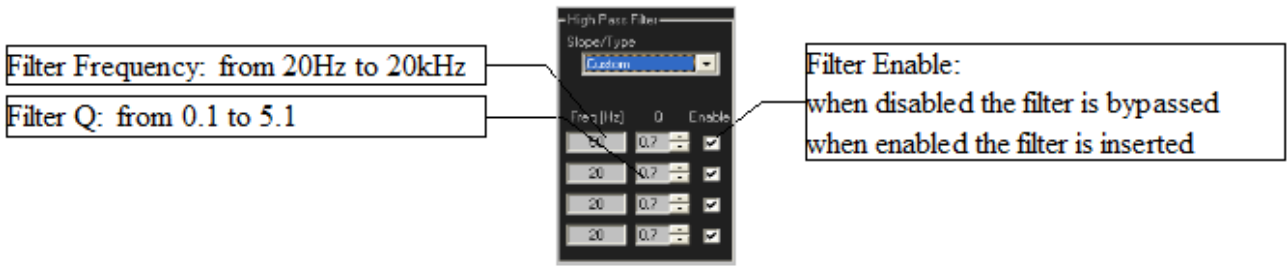 High Pass Filter
Slope/Type
Custom
Filter Frequency: from 20Hz to 20kHz
Filter Q: from 0.1 to 5.1
Filter Enable:
when disabled the filter is bypassed
when enabled the filter is inserted
Freq [Hz] Q Enable
0.7
20 0.7
20 0.7
20 0.7